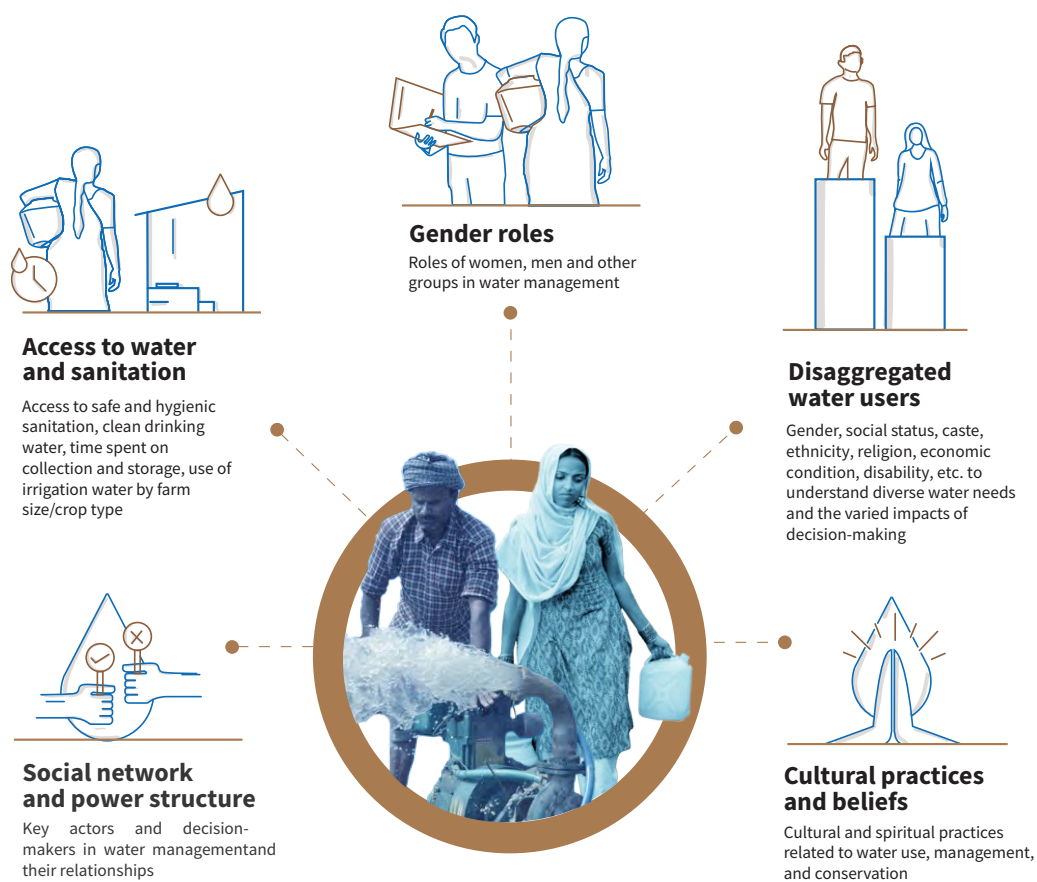 Gender roles
Roles of women, men and other
groups in water management
Access to water
and sanitation
Access to safe and hygienic
sanitation, clean drinking
water, time spent on
collection and storage, use of
irrigation water by farm
size/crop type
Disaggregated
water users
Gender, social status, caste,
ethnicity, religion, economic
condition, disability, etc. to
understand diverse water needs
and the varied impacts of
decision-making
Social network
and power structure
Key actors and decision-
makers in water managementand
their relationships
Cultural practices
and beliefs
Cultural and spiritual practices
related to water use, management,
and conservation